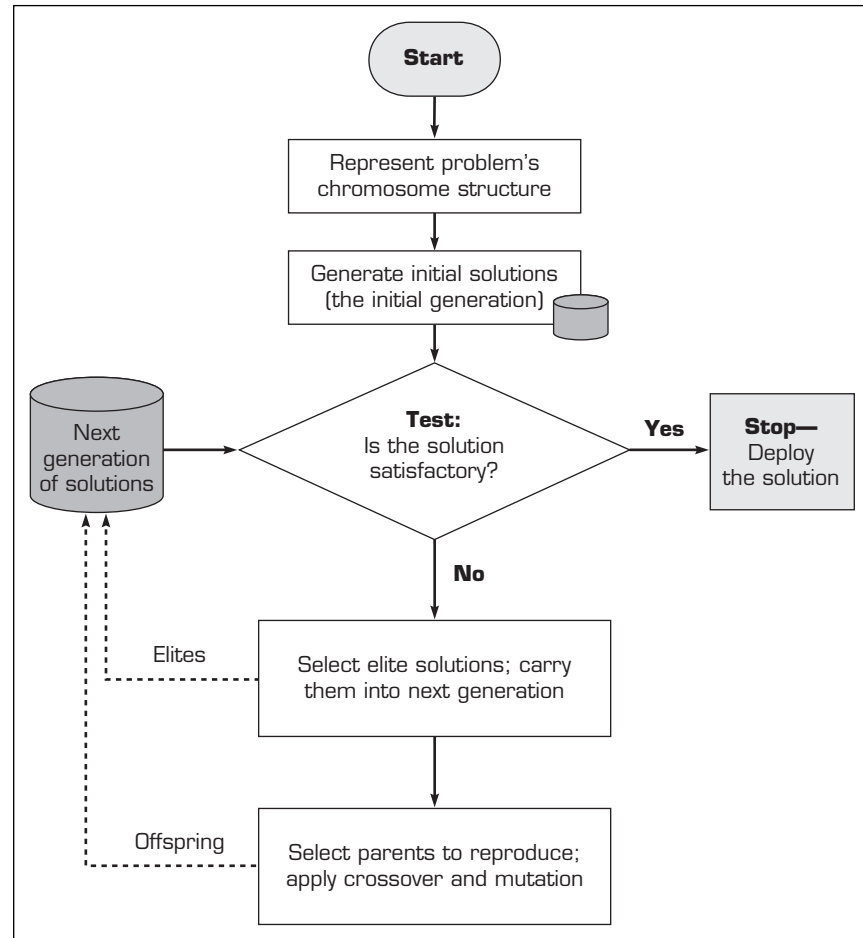 Start
Represent problem's
chromosome structure
Generate initial solutions
(the initial generation)
Test:
Is the solution
satisfactory?
Yes
Stop—
Deploy
the solution
Next
generation
of solutions
No
Elites
Select elite solutions; carry
them into next generation
Offspring
Select parents to reproduce;
apply crossover and mutation